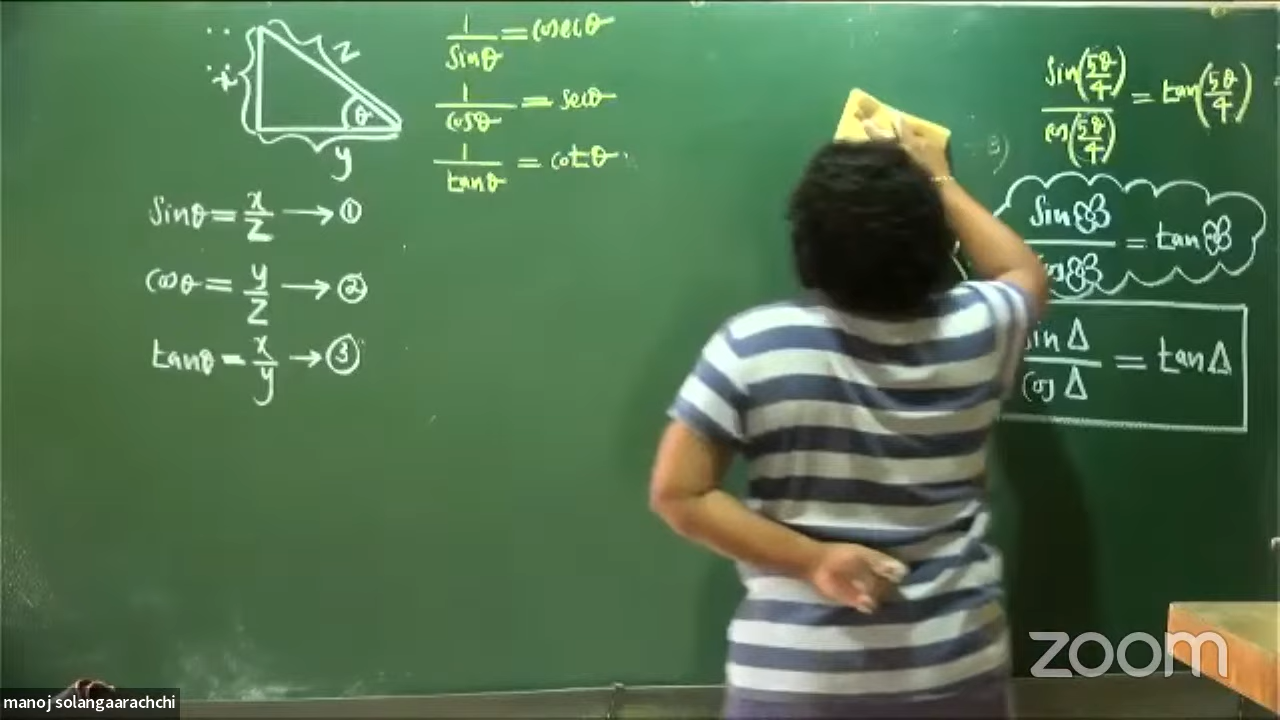 x
z
θ
y
sinθ = x/z → ①
cosθ = y/z → ②
tanθ = x/y → ③
1/sinθ = cosecθ
1/cosθ = secθ
1/tanθ = cotθ
sin(5θ/4)/cos(5θ/4) = tan(5θ/4)
sin = tan
sin Δ/cos Δ = tan Δ
zoom
manoj solangaarachchi